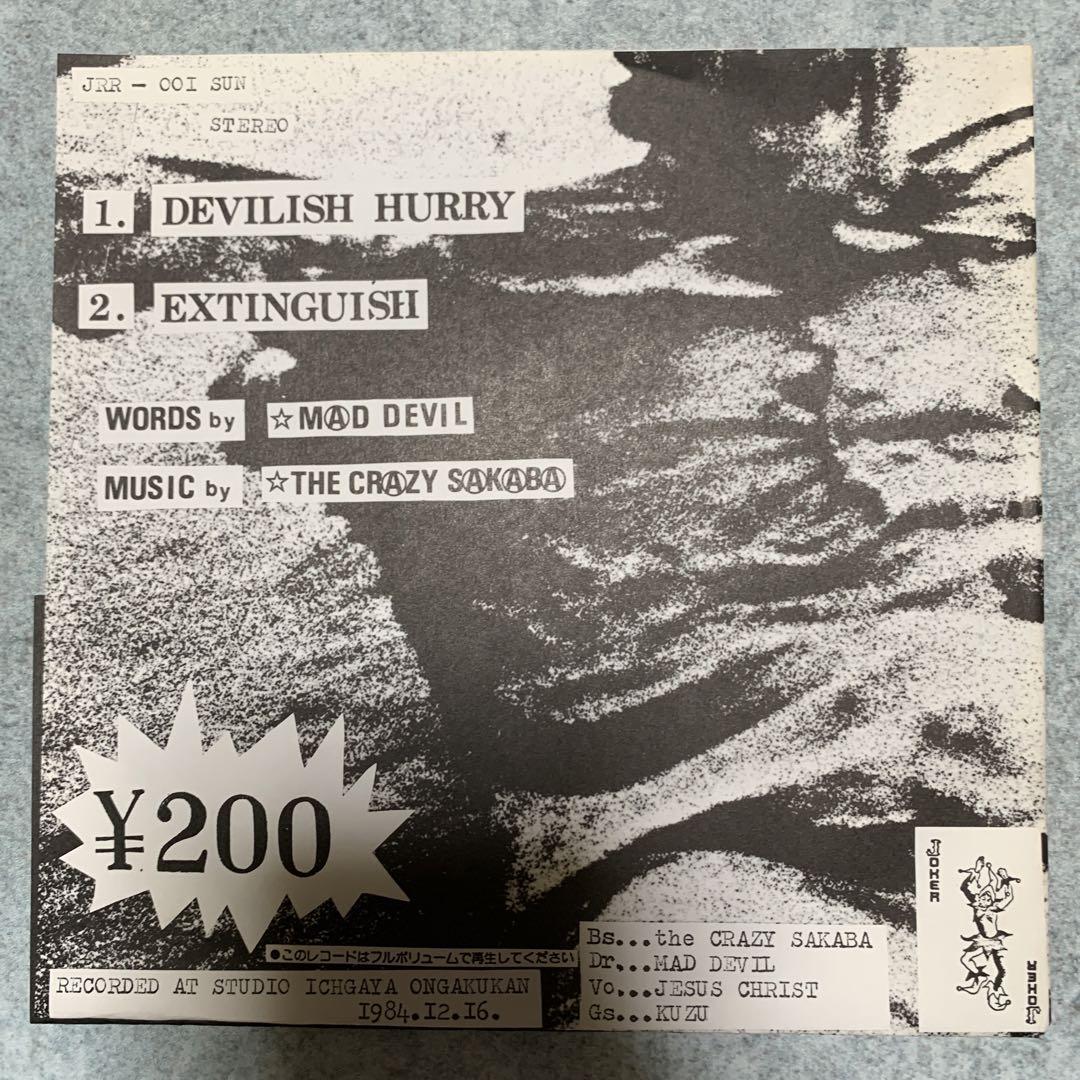 JRR - 001 SUN
STEREO
1. DEVILISH HURRY
2. EXTINGUISH
WORDS by ☆MⒶD DEVIL
MUSIC by ☆THE CRⒶZY SⒶKⒶBⒶ
¥200
●このレコードはフルボリュームで再生してください
RECORDED AT STUDIO ICHGAYA ONGAKUKAN
1984.12.16.
Bs...the CRAZY SAKABA
Dr...MAD DEVIL
Vo...JESUS CHRIST
Gs...KUZU
JOKER
JOKER